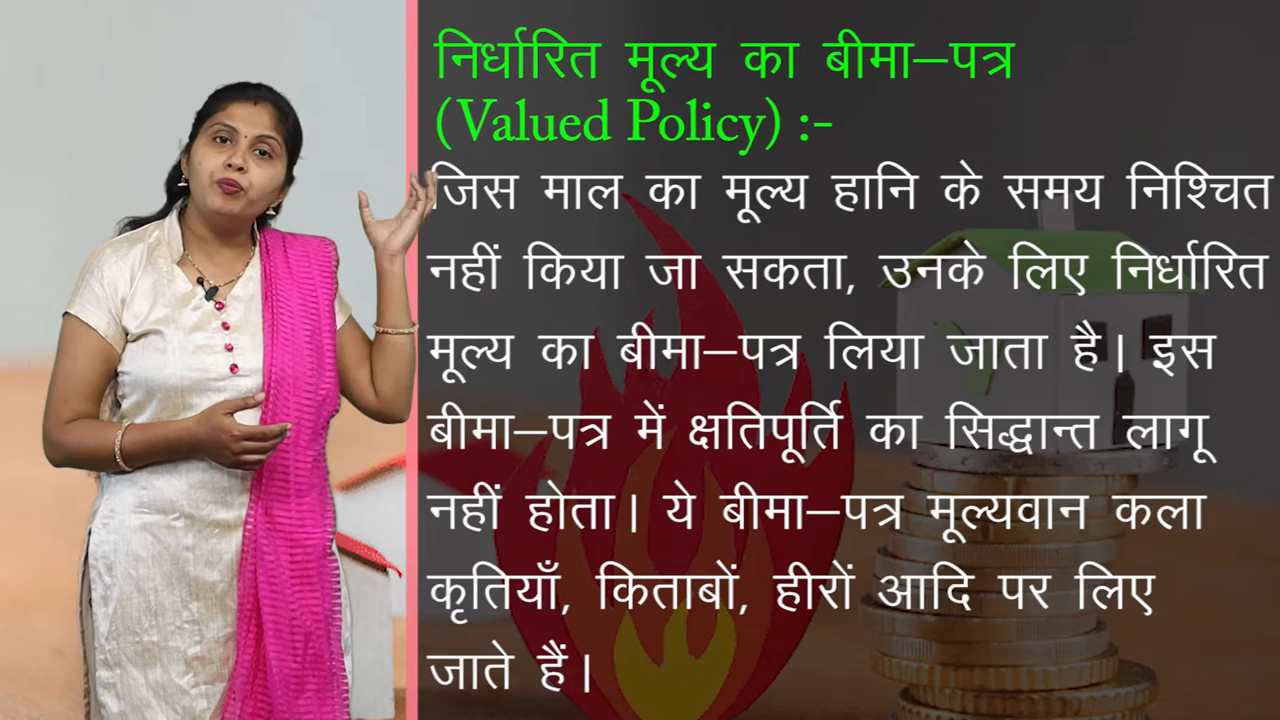 निर्धारित मूल्य का बीमा–पत्र
(Valued Policy) :-
जिस माल का मूल्य हानि के समय निश्चित
नहीं किया जा सकता, उनके लिए निर्धारित
मूल्य का बीमा–पत्र लिया जाता है। इस
बीमा–पत्र में क्षतिपूर्ति का सिद्धान्त लागू
नहीं होता। ये बीमा–पत्र मूल्यवान कला
कृतियाँ, किताबों, हीरों आदि पर लिए
जाते हैं।